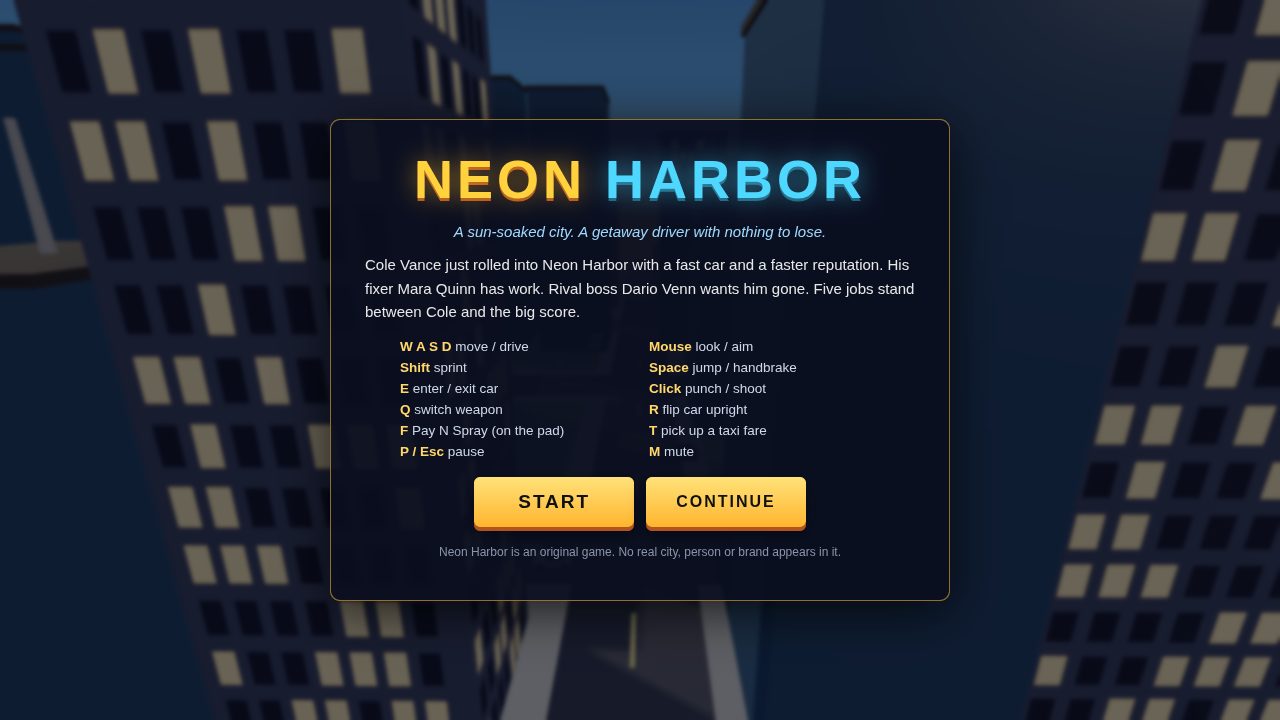 NEON HARBOR
A sun-soaked city. A getaway driver with nothing to lose.
Cole Vance just rolled into Neon Harbor with a fast car and a faster reputation. His
fixer Mara Quinn has work. Rival boss Dario Venn wants him gone. Five jobs stand
between Cole and the big score.
W A S D move / drive
Mouse look / aim
Shift sprint
Space jump / handbrake
E enter / exit car
Click punch / shoot
Q switch weapon
R flip car upright
F Pay N Spray (on the pad)
T pick up a taxi fare
P / Esc pause
M mute
START
CONTINUE
Neon Harbor is an original game. No real city, person or brand appears in it.